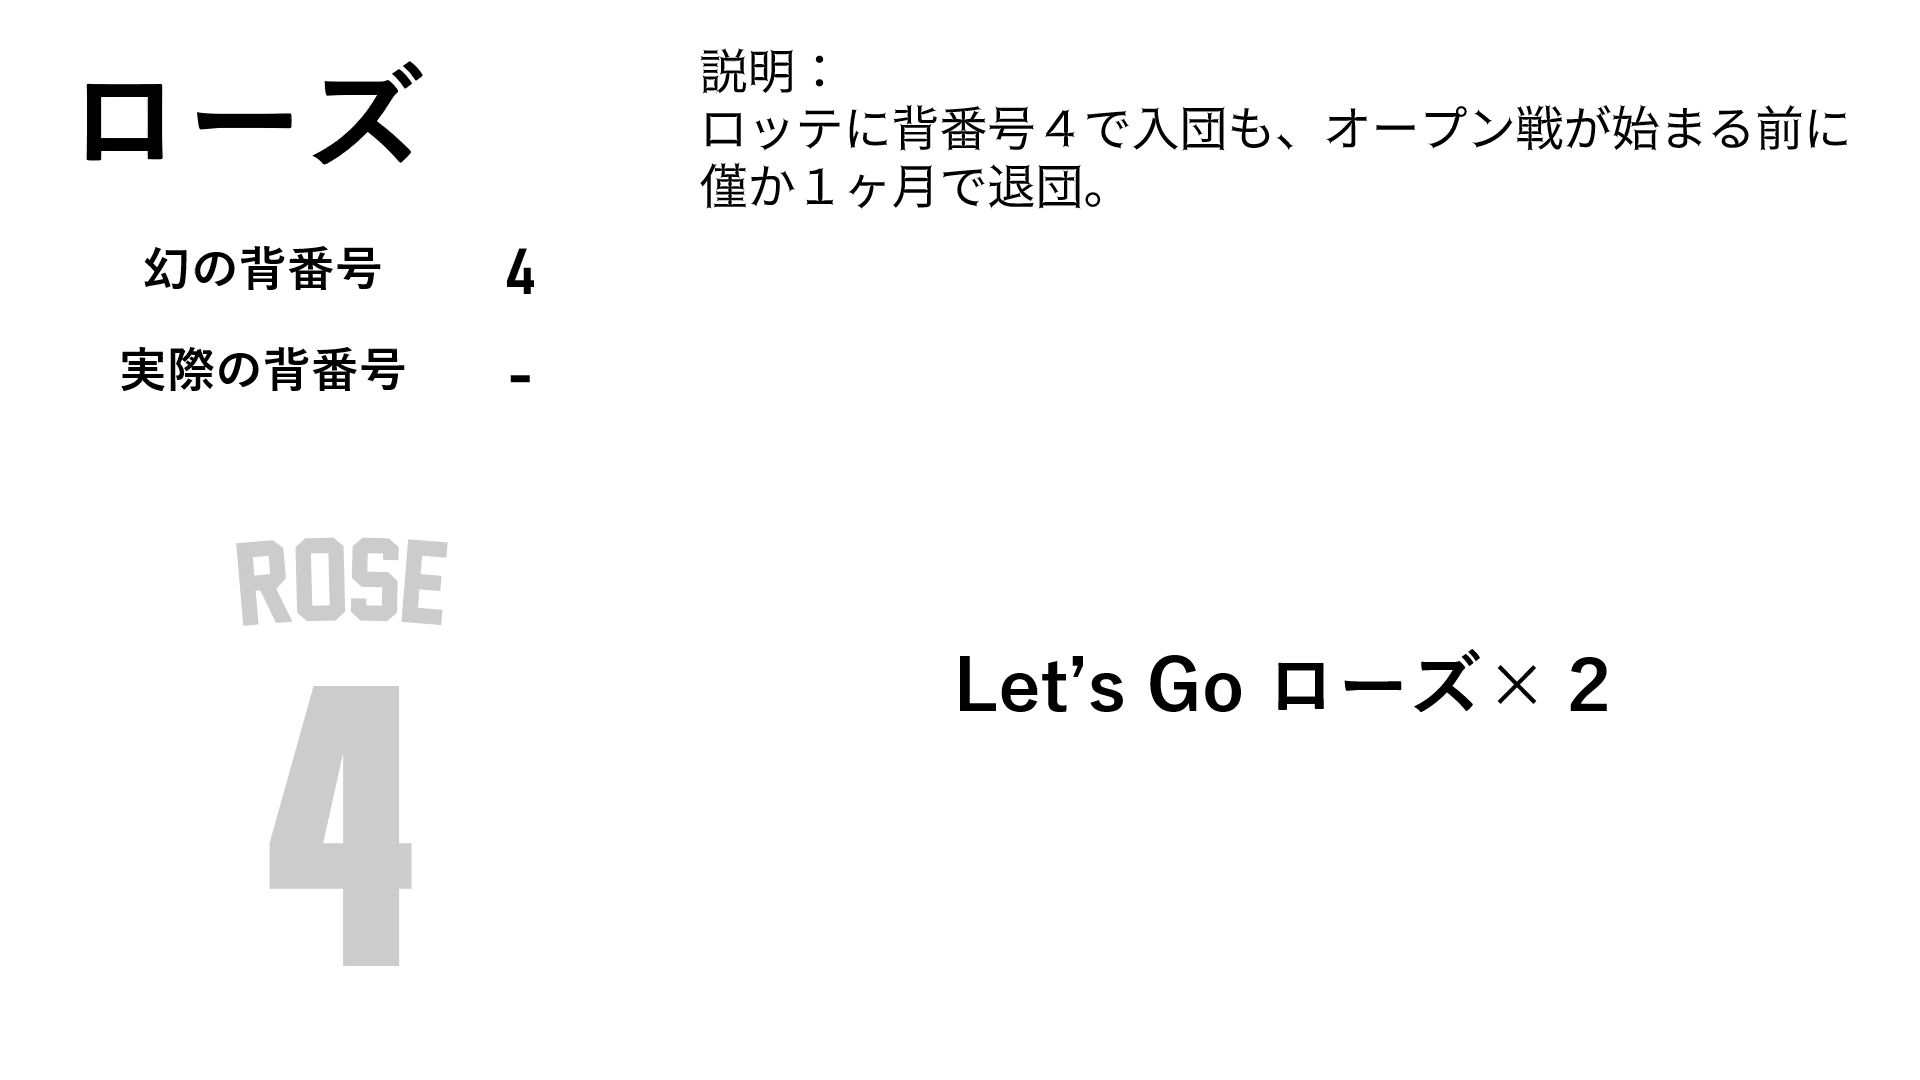 ローズ
説明：
ロッテに背番号４で入団も、オープン戦が始まる前に
僅か１ヶ月で退団。
幻の背番号 4
実際の背番号 -
ROSE
4
Let’s Go ローズ× 2